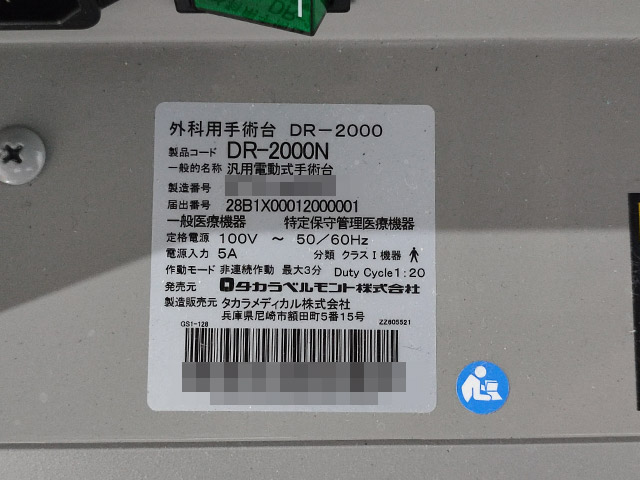 外科用手術台 DR-2000
製品コード DR-2000N
一般的名称 汎用電動式手術台
製造番号
届出番号 28B1X00012000001
一般医療機器 特定保守管理医療機器
定格電源 100V ～ 50/60Hz
電源入力 5A 分類 クラスⅠ機器
作動モード 非連続作動 最大3分 Duty Cycle1:20
発売元 タカラベルモント株式会社
製造販売元 タカラメディカル株式会社
兵庫県尼崎市額田町5番15号
GS1-128 ZZ605521